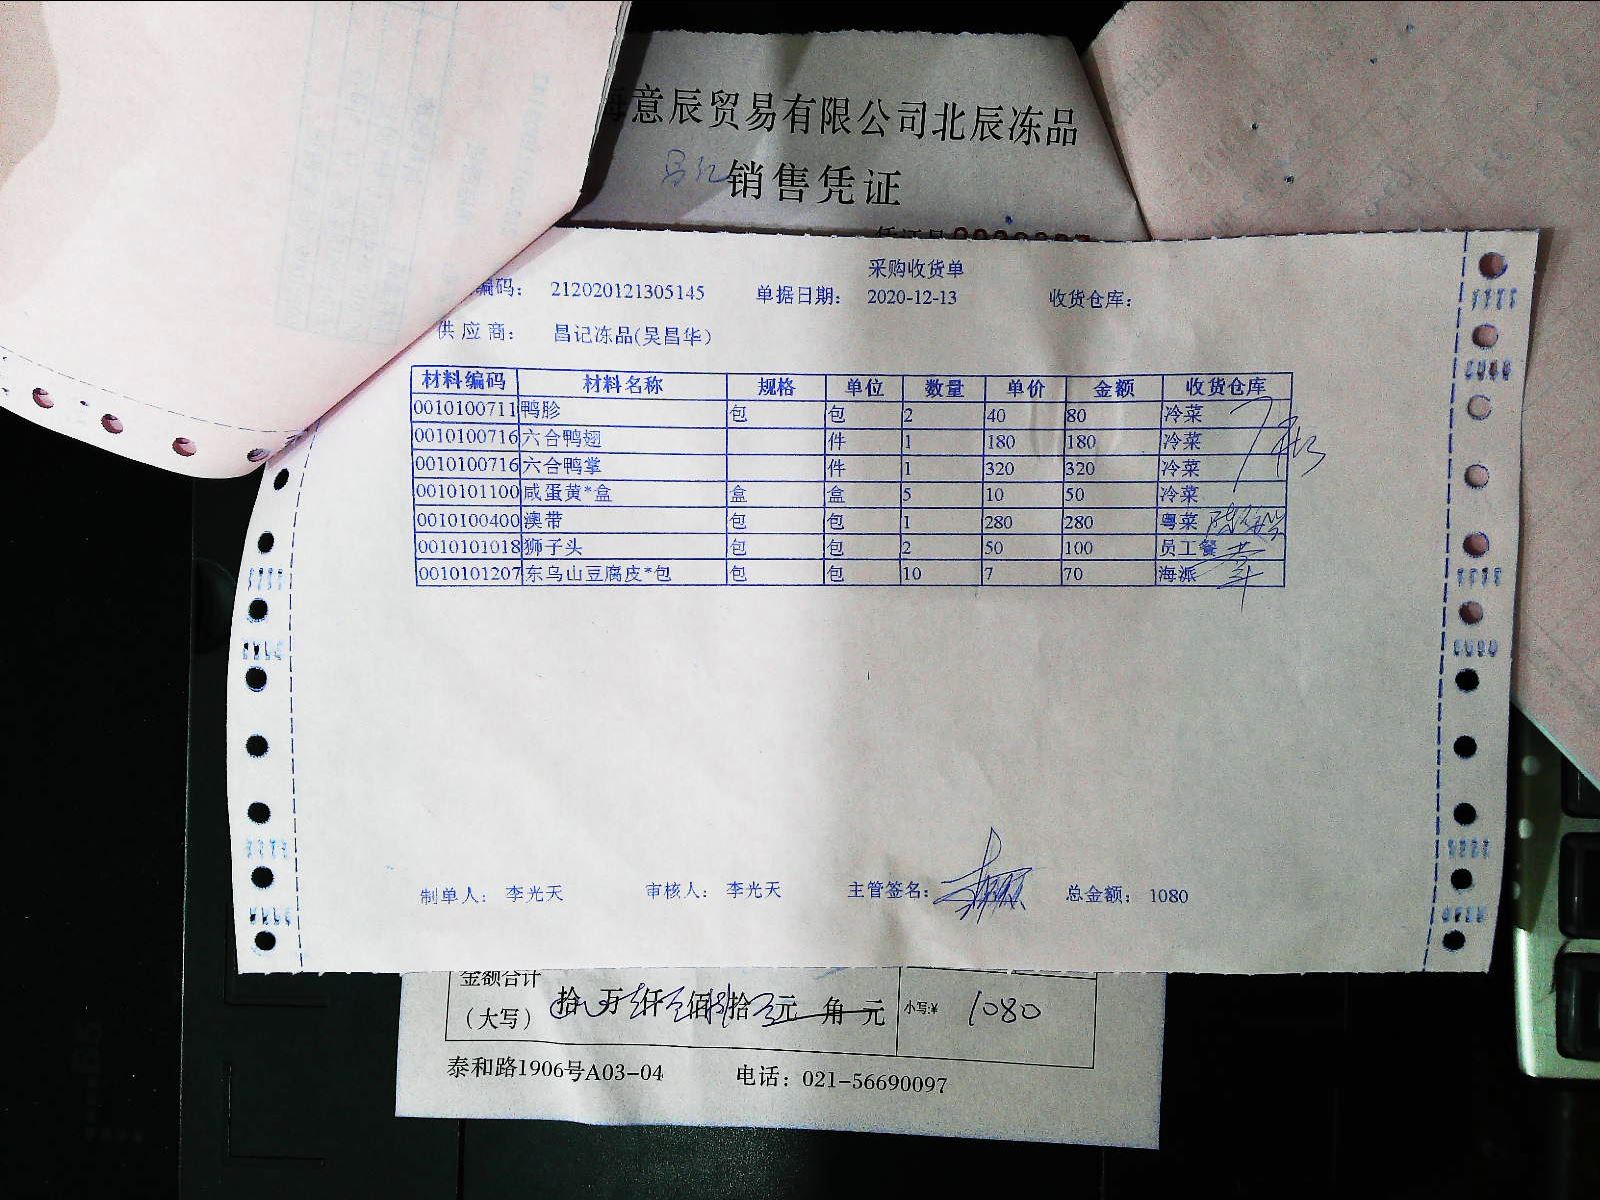 海意辰贸易有限公司北辰冻品
昌记 销售凭证
采购收货单
编码： 212020121305145 单据日期： 2020-12-13 收货仓库：
供应商： 昌记冻品(吴昌华)
材料编码 材料名称 规格 单位 数量 单价 金额 收货仓库
0010100711 鸭胗 包 包 2 40 80 冷菜
0010100716 六合鸭翅 件 1 180 180 冷菜
0010100716 六合鸭掌 件 1 320 320 冷菜
0010101100 咸蛋黄*盒 盒 盒 5 10 50 冷菜
0010100400 澳带 包 包 1 280 280 粤菜
0010101018 狮子头 包 包 2 50 100 员工餐
0010101207 东乌山豆腐皮*包 包 包 10 7 70 海派
制单人： 李光天 审核人： 李光天 主管签名： 总金额： 1080
金额合计
（大写） 拾 万 仟 佰 拾 元 角 元 小写:¥ 1080
泰和路1906号A03-04 电话：021-56690097